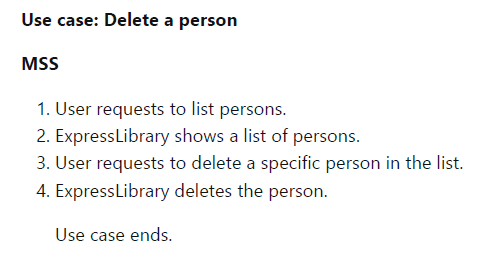 Use case: Delete a person
MSS
1. User requests to list persons.
2. ExpressLibrary shows a list of persons.
3. User requests to delete a specific person in the list.
4. ExpressLibrary deletes the person.
Use case ends.